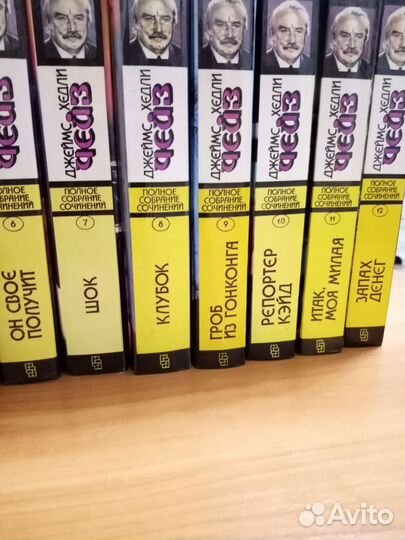 ЧЕЙЗ
ПОЛНОЕ
СОБРАНИЕ
СОЧИНЕНИЙ
6
ОН СВОЕ
ПОЛУЧИТ
ДЖЕЙМС ХЕДЛИ
ЧЕЙЗ
ПОЛНОЕ
СОБРАНИЕ
СОЧИНЕНИЙ
7
ШОК
ДЖЕЙМС ХЕДЛИ
ЧЕЙЗ
ПОЛНОЕ
СОБРАНИЕ
СОЧИНЕНИЙ
8
КЛУБОК
ДЖЕЙМС ХЕДЛИ
ЧЕЙЗ
ПОЛНОЕ
СОБРАНИЕ
СОЧИНЕНИЙ
9
ГРОБ
ИЗ ГОНКОНГА
ДЖЕЙМС ХЕДЛИ
ЧЕЙЗ
ПОЛНОЕ
СОБРАНИЕ
СОЧИНЕНИЙ
10
РЕПОРТЕР
КЭЙД
ДЖЕЙМС ХЕДЛИ
ЧЕЙЗ
ПОЛНОЕ
СОБРАНИЕ
СОЧИНЕНИЙ
11
ИТАК,
МОЯ МИЛАЯ
ДЖЕЙМС ХЕДЛИ
ЧЕЙЗ
ПОЛНОЕ
СОБРАНИЕ
СОЧИНЕНИЙ
12
ЗАПАХ
ДЕНЕГ
Avito